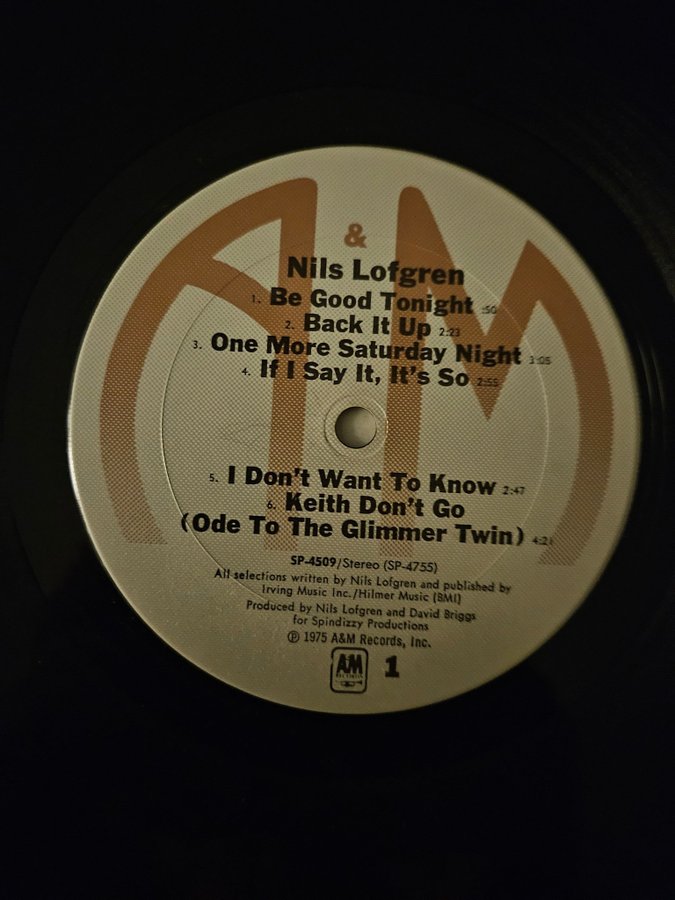 &
Nils Lofgren
1. Be Good Tonight :50
2. Back It Up 2:23
3. One More Saturday Night 3:05
4. If I Say It, It's So 2:55
5. I Don't Want To Know 2:47
6. Keith Don't Go
(Ode To The Glimmer Twin) 4:21
SP-4509/Stereo (SP-4755)
All selections written by Nils Lofgren and published by
Irving Music Inc./Hilmer Music (BMI)
Produced by Nils Lofgren and David Briggs
for Spindizzy Productions
℗ 1975 A&M Records, Inc.
A&M RECORDS 1